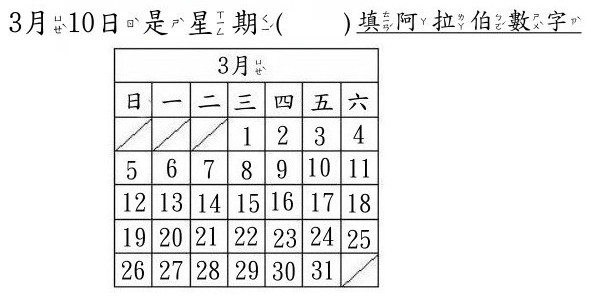 3月ㄩㄝˋ10日ㄖˋ是ㄕˋ星ㄒㄧㄥ期ㄑㄧˊ( )填ㄊㄧㄢˊ阿ㄚ拉ㄌㄚ伯ㄅㄛˊ數ㄕㄨˋ字ㄗˋ
3月ㄩㄝˋ
日 一 二 三 四 五 六
1 2 3 4
5 6 7 8 9 10 11
12 13 14 15 16 17 18
19 20 21 22 23 24 25
26 27 28 29 30 31